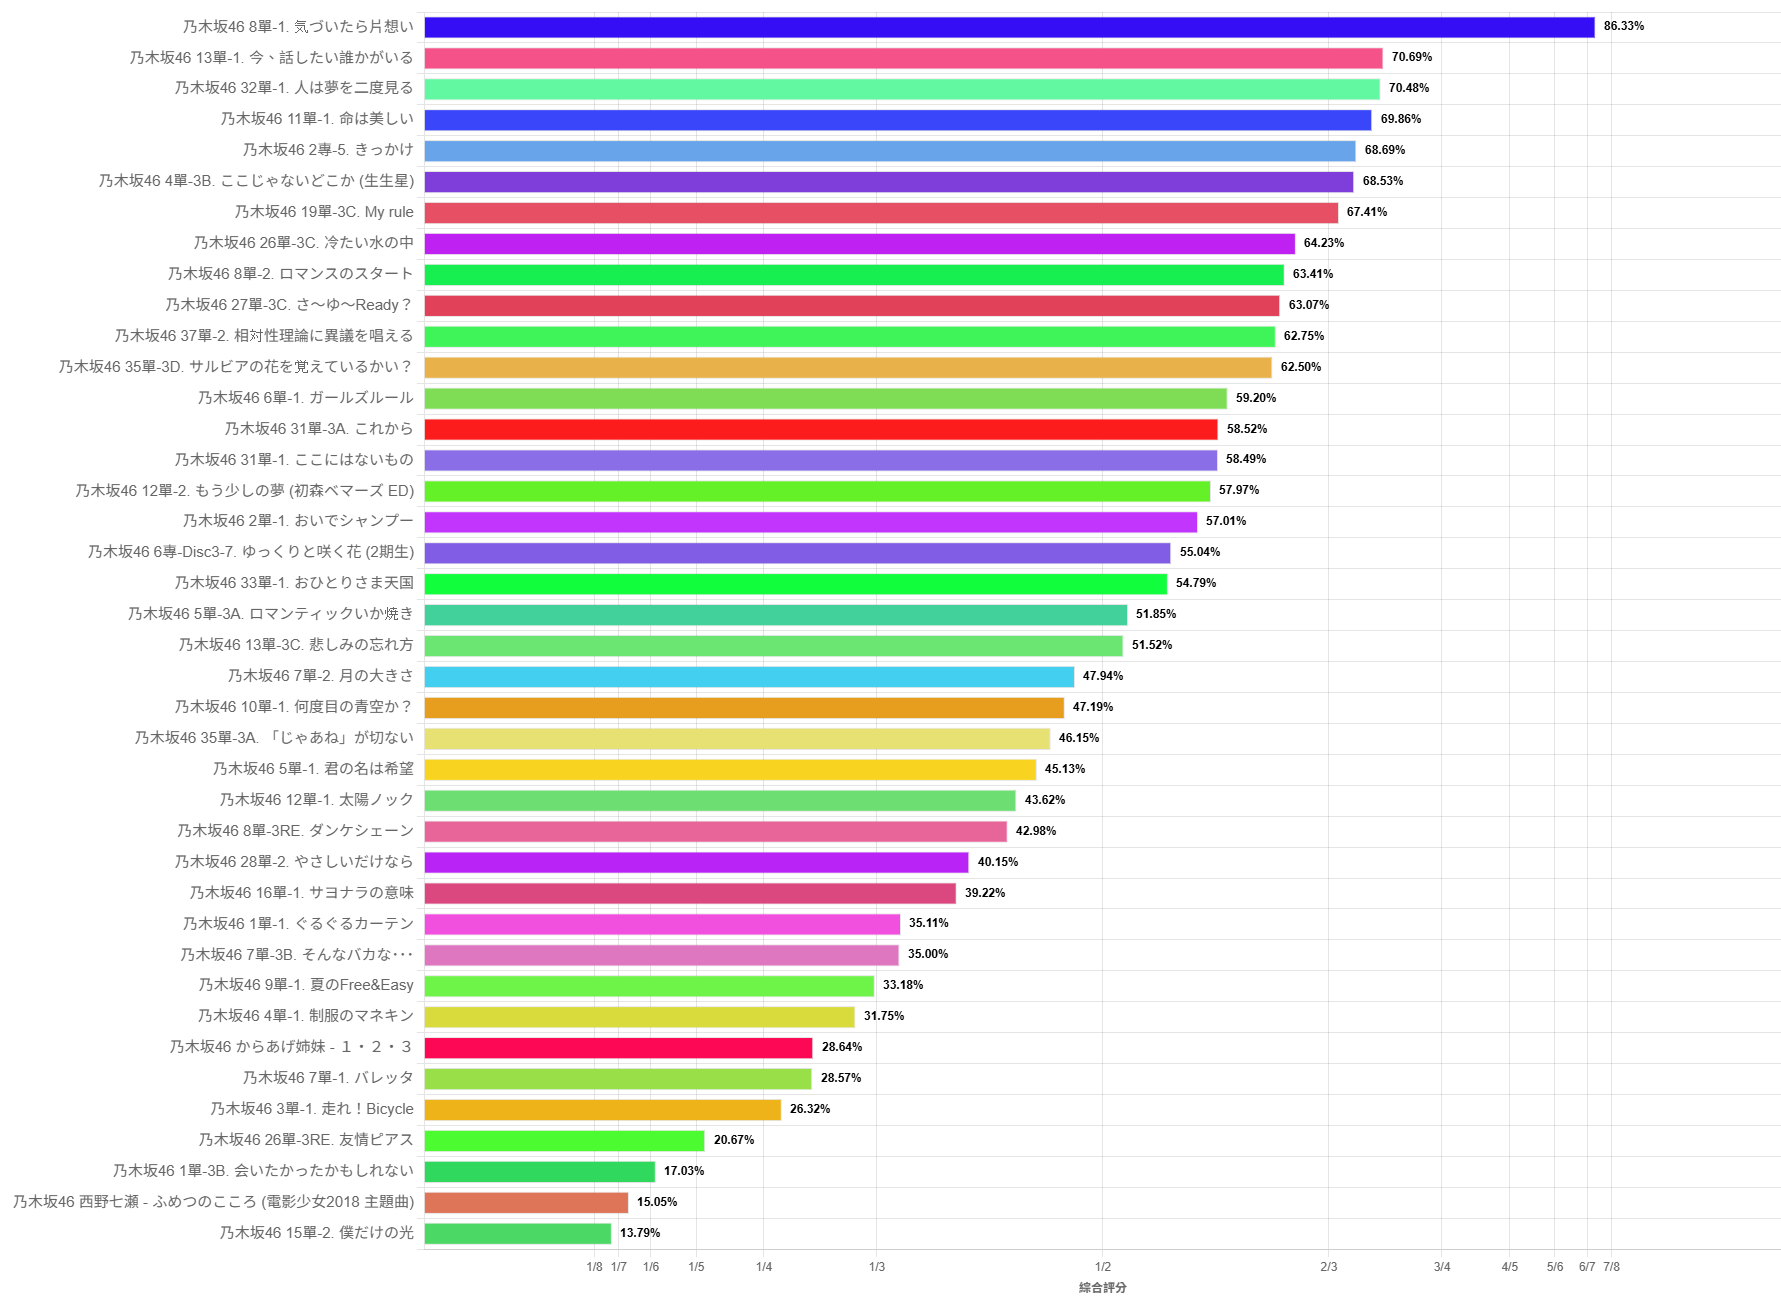 乃木坂46 8單-1. 気づいたら片想い 86.33%
乃木坂46 13單-1. 今、話したい誰かがいる 70.69%
乃木坂46 32單-1. 人は夢を二度見る 70.48%
乃木坂46 11單-1. 命は美しい 69.86%
乃木坂46 2專-5. きっかけ 68.69%
乃木坂46 4單-3B. ここじゃないどこか (生生星) 68.53%
乃木坂46 19單-3C. My rule 67.41%
乃木坂46 26單-3C. 冷たい水の中 64.23%
乃木坂46 8單-2. ロマンスのスタート 63.41%
乃木坂46 27單-3C. さ～ゆ～Ready？ 63.07%
乃木坂46 37單-2. 相対性理論に異議を唱える 62.75%
乃木坂46 35單-3D. サルビアの花を覚えているかい？ 62.50%
乃木坂46 6單-1. ガールズルール 59.20%
乃木坂46 31單-3A. これから 58.52%
乃木坂46 31單-1. ここにはないもの 58.49%
乃木坂46 12單-2. もう少しの夢 (初森ベマーズ ED) 57.97%
乃木坂46 2單-1. おいでシャンプー 57.01%
乃木坂46 6專-Disc3-7. ゆっくりと咲く花 (2期生) 55.04%
乃木坂46 33單-1. おひとりさま天国 54.79%
乃木坂46 5單-3A. ロマンティックいか焼き 51.85%
乃木坂46 13單-3C. 悲しみの忘れ方 51.52%
乃木坂46 7單-2. 月の大きさ 47.94%
乃木坂46 10單-1. 何度目の青空か？ 47.19%
乃木坂46 35單-3A. 「じゃあね」が切ない 46.15%
乃木坂46 5單-1. 君の名は希望 45.13%
乃木坂46 12單-1. 太陽ノック 43.62%
乃木坂46 8單-3RE. ダンケシェーン 42.98%
乃木坂46 28單-2. やさしいだけなら 40.15%
乃木坂46 16單-1. サヨナラの意味 39.22%
乃木坂46 1單-1. ぐるぐるカーテン 35.11%
乃木坂46 7單-3B. そんなバカな･･･ 35.00%
乃木坂46 9單-1. 夏のFree&Easy 33.18%
乃木坂46 4單-1. 制服のマネキン 31.75%
乃木坂46 からあげ姉妹 - １・２・３ 28.64%
乃木坂46 7單-1. バレッタ 28.57%
乃木坂46 3單-1. 走れ！Bicycle 26.32%
乃木坂46 26單-3RE. 友情ピアス 20.67%
乃木坂46 1單-3B. 会いたかったかもしれない 17.03%
乃木坂46 西野七瀬 - ふめつのこころ (電影少女2018 主題曲) 15.05%
乃木坂46 15單-2. 僕だけの光 13.79%
1/8 1/7 1/6 1/5 1/4 1/3 1/2 2/3 3/4 4/5 5/6 6/7 7/8
綜合評分